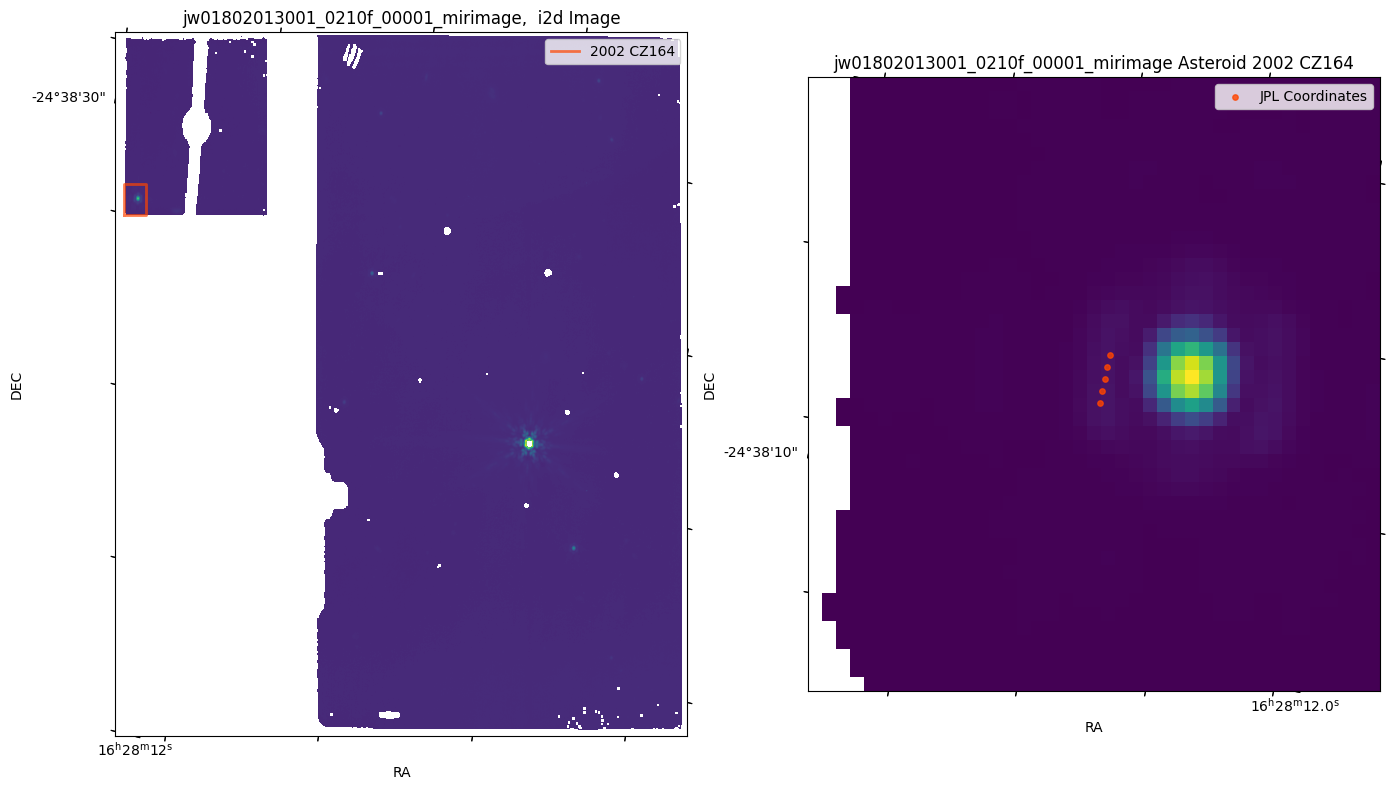 jw01802013001_0210f_00001_mirimage,  i2d Image
2002 CZ164
-24°38'30"
DEC
16h28m12s
RA
jw01802013001_0210f_00001_mirimage Asteroid 2002 CZ164
JPL Coordinates
DEC
-24°38'10"
16h28m12.0s
RA